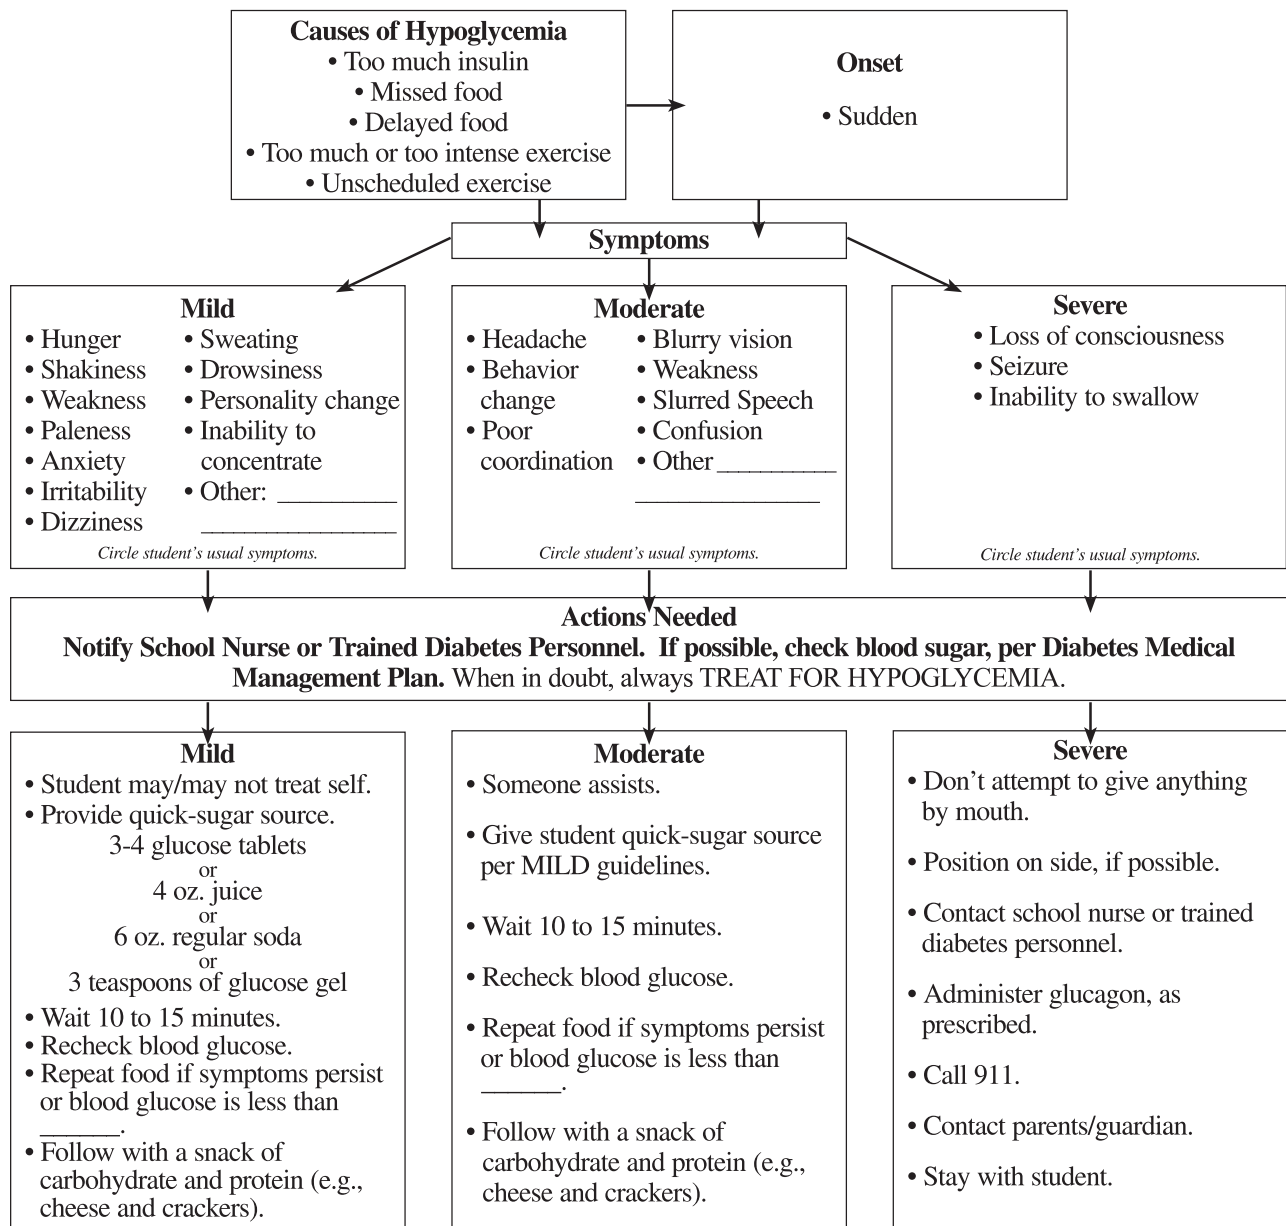 Causes of Hypoglycemia
• Too much insulin
• Missed food
• Delayed food
• Too much or too intense exercise
• Unscheduled exercise
Onset
• Sudden
Symptoms
Mild
• Hunger
• Shakiness
• Weakness
• Paleness
• Anxiety
• Irritability
• Dizziness
• Sweating
• Drowsiness
• Personality change
• Inability to
concentrate
• Other: ___________
__________________
Circle student’s usual symptoms.
Moderate
• Headache
• Behavior
change
• Poor
coordination
• Blurry vision
• Weakness
• Slurred Speech
• Confusion
• Other ___________
_________________
Circle student’s usual symptoms.
Severe
• Loss of consciousness
• Seizure
• Inability to swallow
Circle student’s usual symptoms.
Actions Needed
Notify School Nurse or Trained Diabetes Personnel.  If possible, check blood sugar, per Diabetes Medical
Management Plan. When in doubt, always TREAT FOR HYPOGLYCEMIA.
Mild
• Student may/may not treat self.
• Provide quick-sugar source.
3-4 glucose tablets
or
4 oz. juice
or
6 oz. regular soda
or
3 teaspoons of glucose gel
• Wait 10 to 15 minutes.
• Recheck blood glucose.
• Repeat food if symptoms persist
or blood glucose is less than
______.
• Follow with a snack of
carbohydrate and protein (e.g.,
cheese and crackers).
Moderate
• Someone assists.
• Give student quick-sugar source
per MILD guidelines.
• Wait 10 to 15 minutes.
• Recheck blood glucose.
• Repeat food if symptoms persist
or blood glucose is less than
______.
• Follow with a snack of
carbohydrate and protein (e.g.,
cheese and crackers).
Severe
• Don’t attempt to give anything
by mouth.
• Position on side, if possible.
• Contact school nurse or trained
diabetes personnel.
• Administer glucagon, as
prescribed.
• Call 911.
• Contact parents/guardian.
• Stay with student.